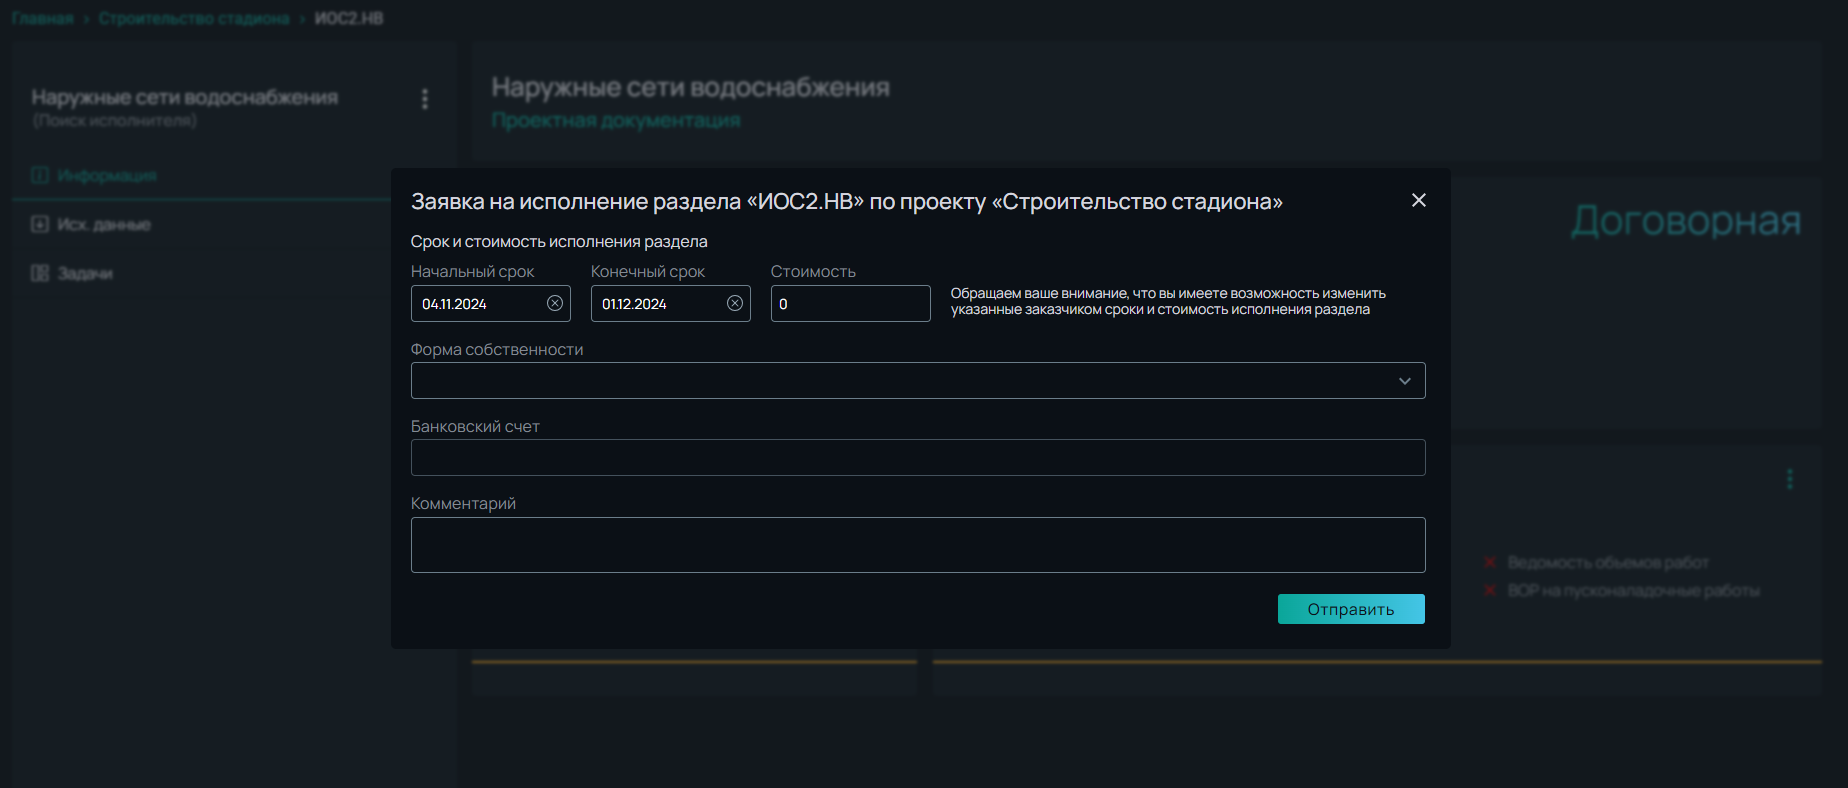 Главная › Строительство стадиона › ИОС2.НВ
Наружные сети водоснабжения
(Поиск исполнителя)
Информация
Исх. данные
Задачи
Наружные сети водоснабжения
Проектная документация
Договорная
Заявка на исполнение раздела «ИОС2.НВ» по проекту «Строительство стадиона»
Срок и стоимость исполнения раздела
Начальный срок
Конечный срок
Стоимость
04.11.2024
01.12.2024
0
Обращаем ваше внимание, что вы имеете возможность изменить
указанные заказчиком сроки и стоимость исполнения раздела
Форма собственности
Банковский счет
Комментарий
Отправить
Ведомость объемов работ
ВОР на пусконаладочные работы